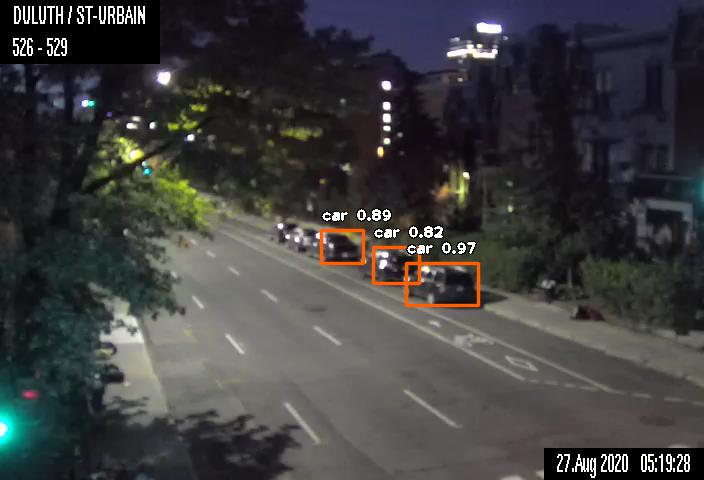 DULUTH / ST-URBAIN
526 - 529
car 0.89
car 0.82
car 0.97
27.Aug 2020 05:19:28